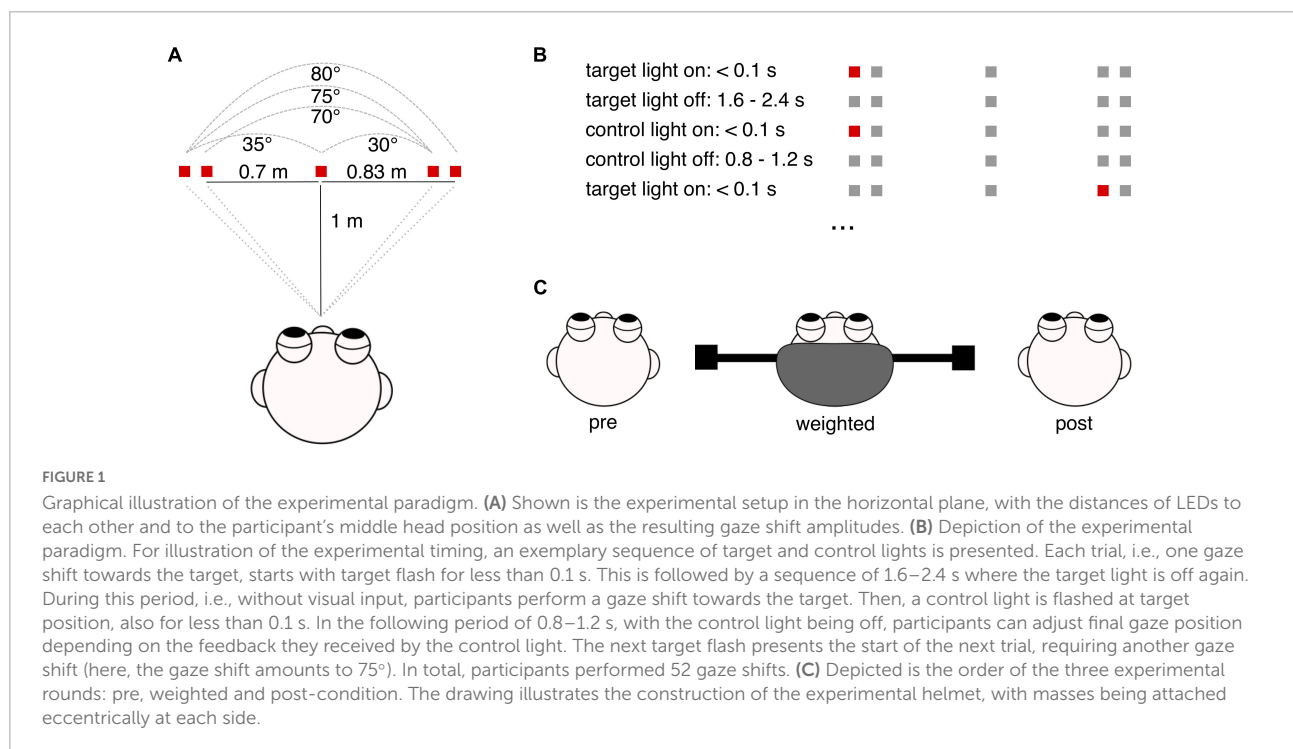 A
80°
75°
70°
35° 30°
0.7 m 0.83 m
1 m
B
target light on: < 0.1 s
target light off: 1.6 - 2.4 s
control light on: < 0.1 s
control light off: 0.8 - 1.2 s
target light on: < 0.1 s
...
C
pre weighted post
FIGURE 1
Graphical illustration of the experimental paradigm. (A) Shown is the experimental setup in the horizontal plane, with the distances of LEDs to
each other and to the participant's middle head position as well as the resulting gaze shift amplitudes. (B) Depiction of the experimental
paradigm. For illustration of the experimental timing, an exemplary sequence of target and control lights is presented. Each trial, i.e., one gaze
shift towards the target, starts with target flash for less than 0.1 s. This is followed by a sequence of 1.6–2.4 s where the target light is off again.
During this period, i.e., without visual input, participants perform a gaze shift towards the target. Then, a control light is flashed at target
position, also for less than 0.1 s. In the following period of 0.8–1.2 s, with the control light being off, participants can adjust final gaze position
depending on the feedback they received by the control light. The next target flash presents the start of the next trial, requiring another gaze
shift (here, the gaze shift amounts to 75°). In total, participants performed 52 gaze shifts. (C) Depicted is the order of the three experimental
rounds: pre, weighted and post-condition. The drawing illustrates the construction of the experimental helmet, with masses being attached
eccentrically at each side.